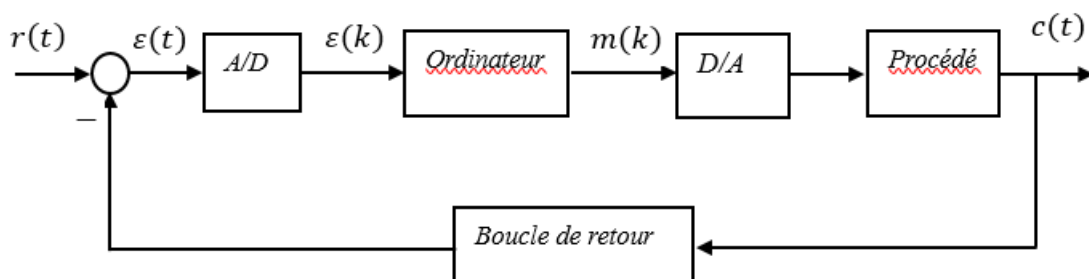 r(t) ε(t) A/D ε(k) Ordinateur m(k) D/A Procédé c(t)
−
Boucle de retour